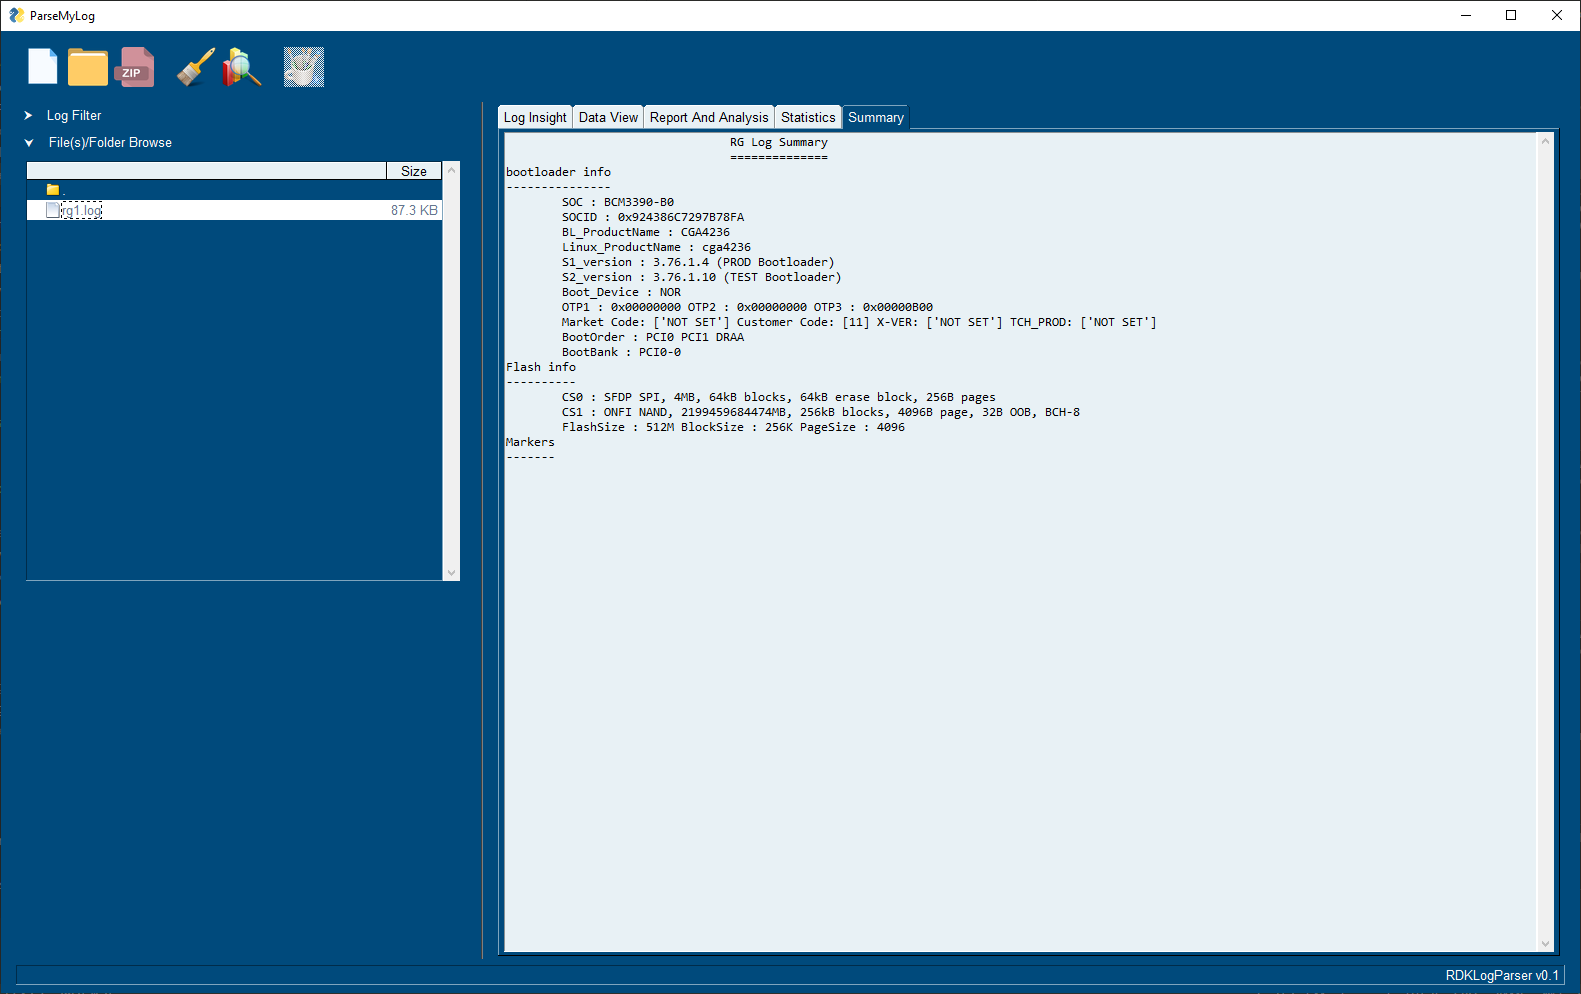 ParseMyLog
ZIP
Log Filter
File(s)/Folder Browse
Size
.
rg1.log 87.3 KB
Log Insight Data View Report And Analysis Statistics Summary
RG Log Summary
==============
bootloader info
---------------
SOC : BCM3390-B0
SOCID : 0x924386C7297B78FA
BL_ProductName : CGA4236
Linux_ProductName : cga4236
S1_version : 3.76.1.4 (PROD Bootloader)
S2_version : 3.76.1.10 (TEST Bootloader)
Boot_Device : NOR
OTP1 : 0x00000000 OTP2 : 0x00000000 OTP3 : 0x00000B00
Market Code: ['NOT SET'] Customer Code: [11] X-VER: ['NOT SET'] TCH_PROD: ['NOT SET']
BootOrder : PCI0 PCI1 DRAA
BootBank : PCI0-0
Flash info
----------
CS0 : SFDP SPI, 4MB, 64kB blocks, 64kB erase block, 256B pages
CS1 : ONFI NAND, 2199459684474MB, 256kB blocks, 4096B page, 32B OOB, BCH-8
FlashSize : 512M BlockSize : 256K PageSize : 4096
Markers
-------
RDKLogParser v0.1